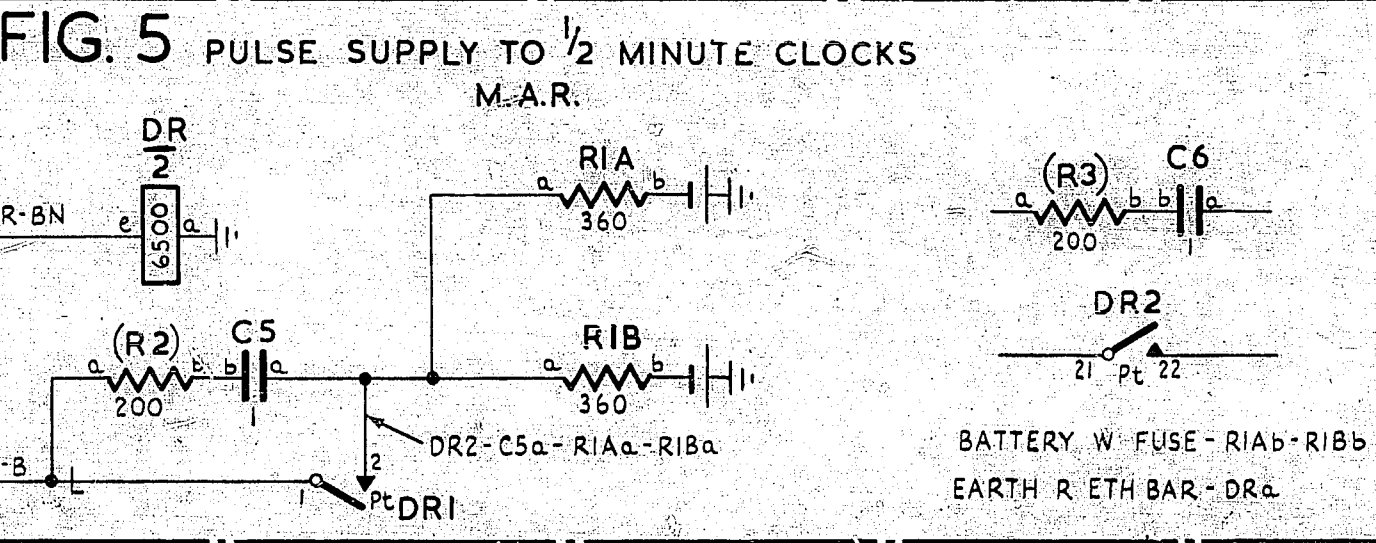 FIG. 5 PULSE SUPPLY TO 1/2 MINUTE CLOCKS
M.A.R.
DR
2
R-BN
e
6500
a
R1A
a
b
360
(R3)
C6
a
b
b
a
200
1
(R2)
C5
a
b
a
200
1
R1B
a
b
360
DR2
21
Pt
22
DR2-C5a-R1Aa-R1Ba
-B
L
1
2
Pt
DR1
BATTERY W FUSE-R1Ab-R1Bb
EARTH R ETH BAR-DRa